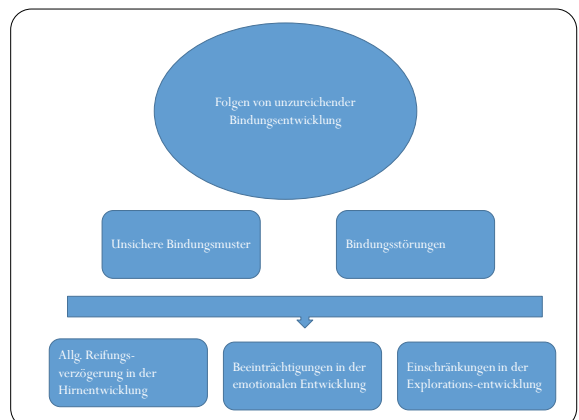 Folgen von unzureichender
Bindungsentwicklung
Unsichere Bindungsmuster
Bindungsstörungen
Allg. Reifungs-
verzögerung in der
Hirnentwicklung
Beeinträchtigungen in der
emotionalen Entwicklung
Einschränkungen in der
Explorations-entwicklung